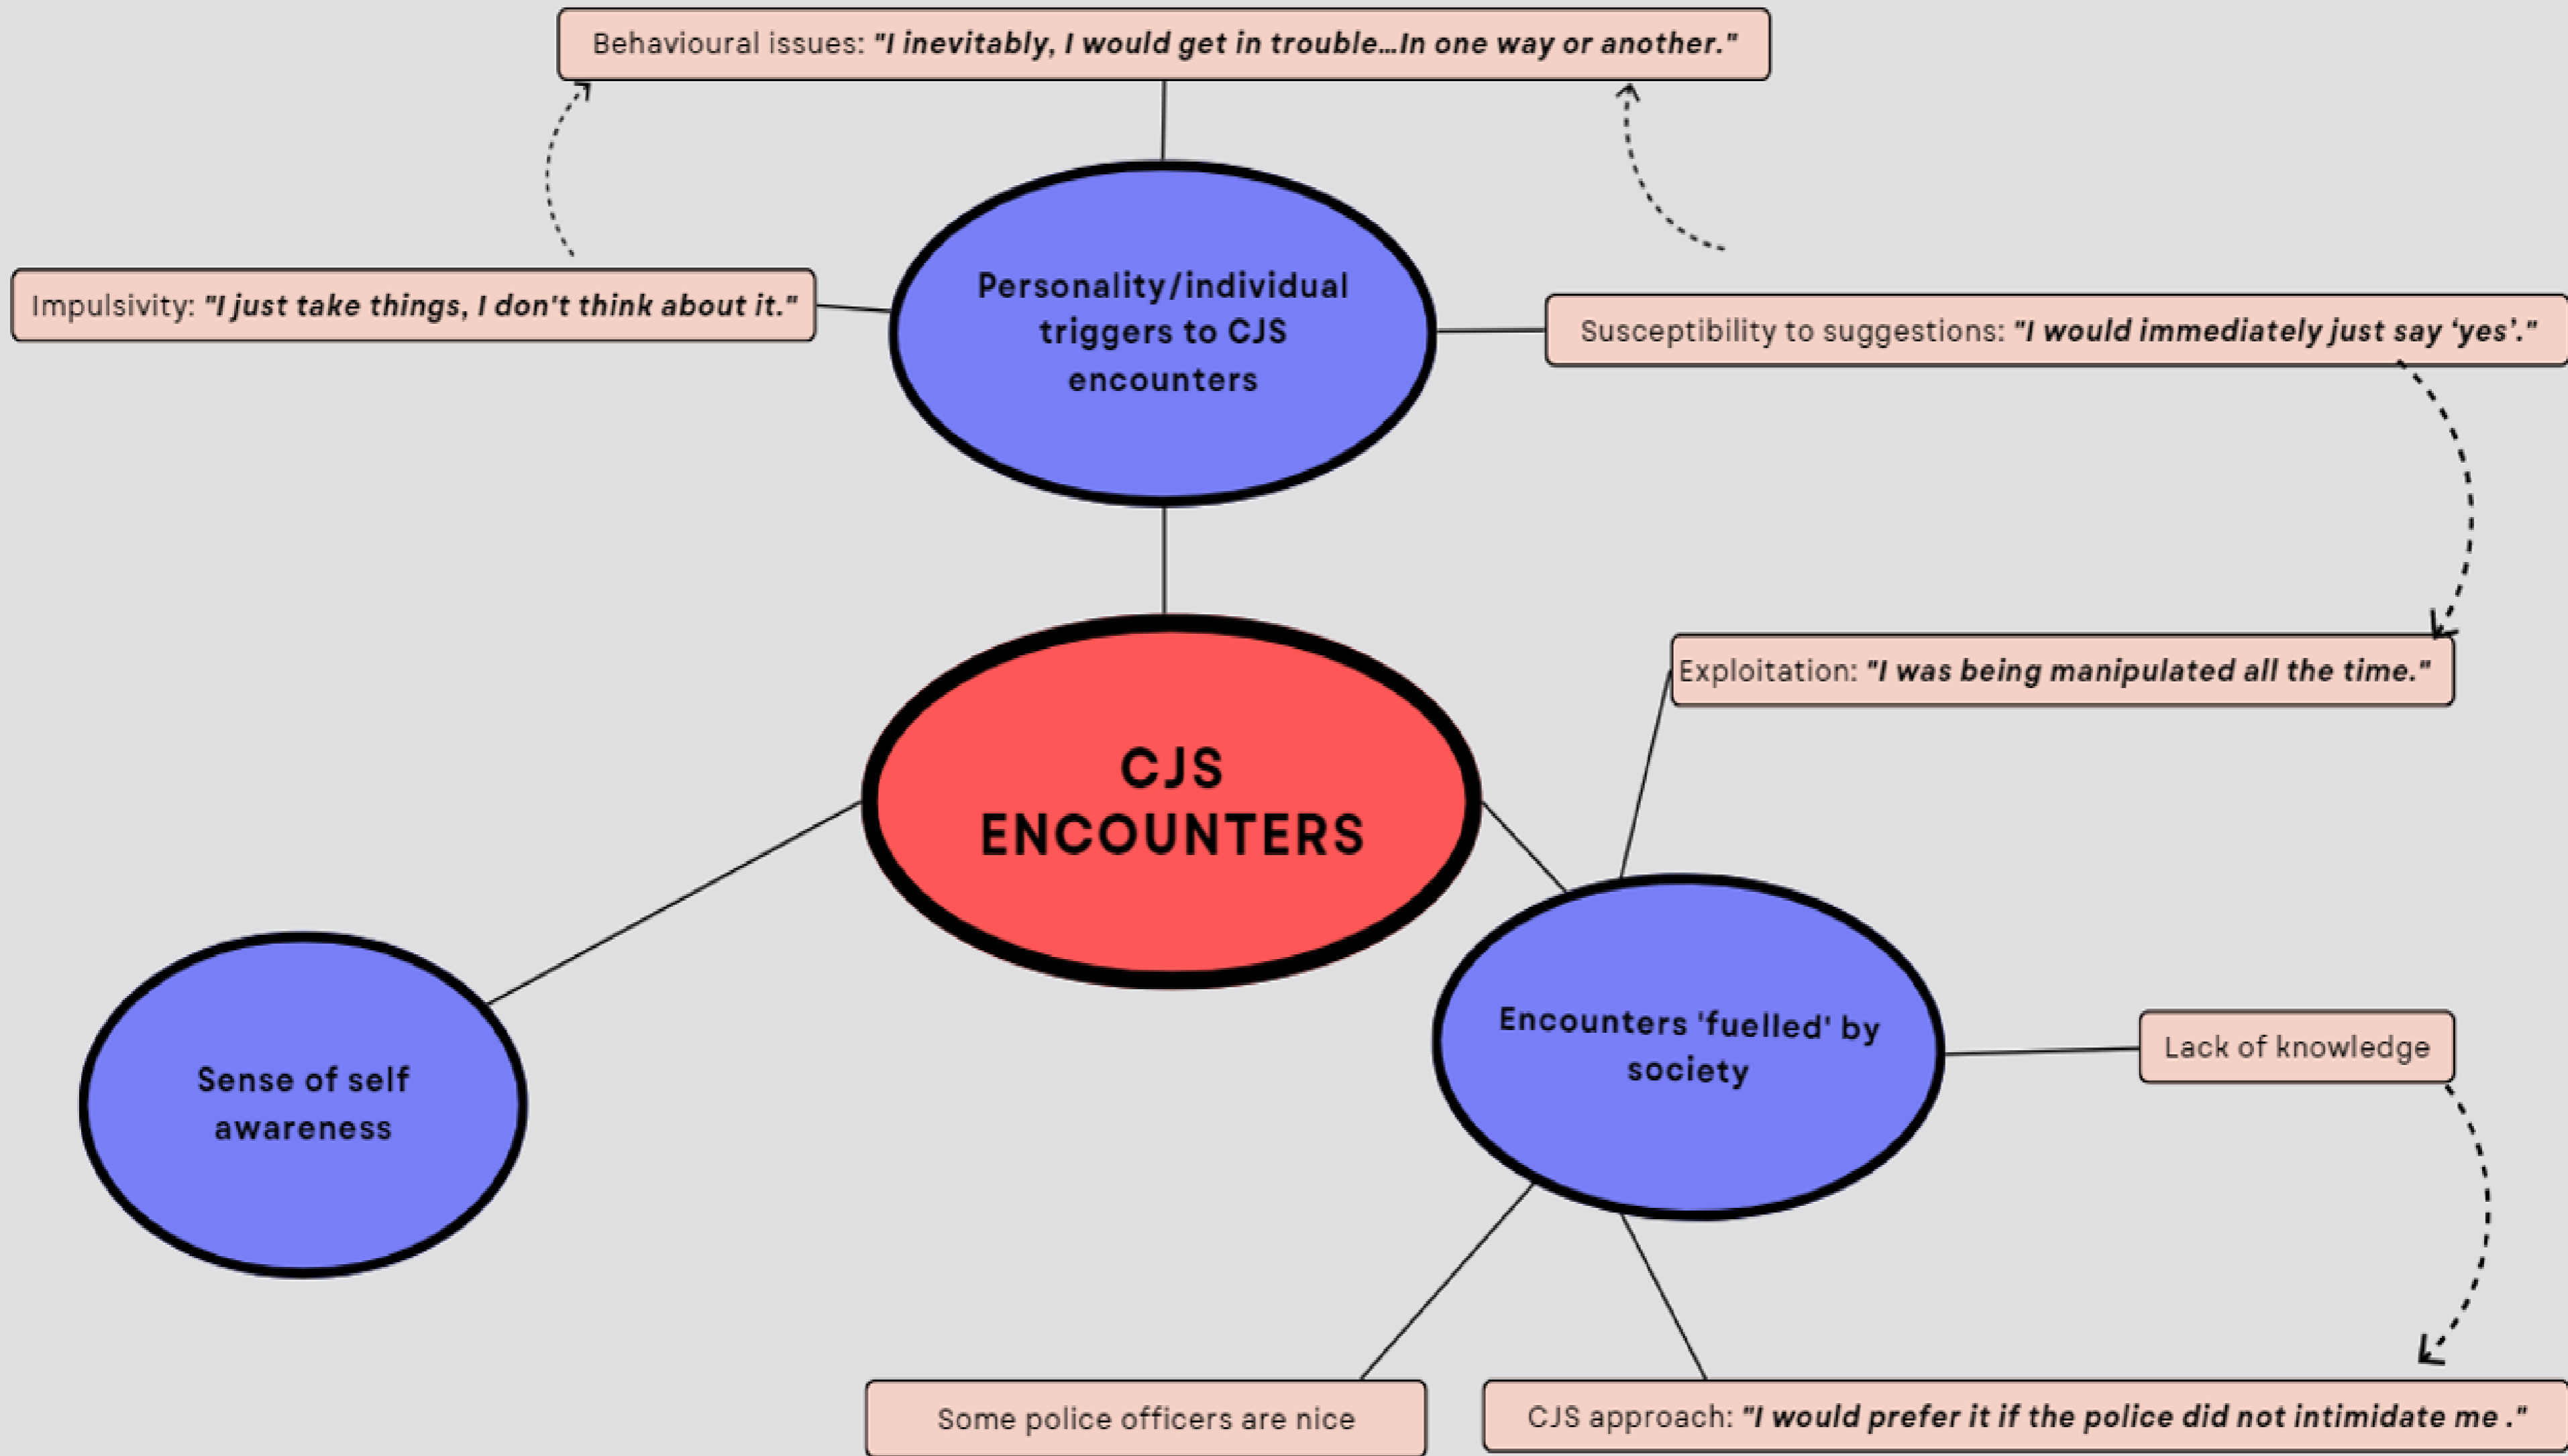 Behavioural issues: "I inevitably, I would get in trouble...In one way or another."
Impulsivity: "I just take things, I don't think about it."
Personality/individual
triggers to CJS
encounters
Susceptibility to suggestions: "I would immediately just say ‘yes’."
Exploitation: "I was being manipulated all the time."
CJS
ENCOUNTERS
Sense of self
awareness
Encounters 'fuelled' by
society
Lack of knowledge
Some police officers are nice
CJS approach: "I would prefer it if the police did not intimidate me ."